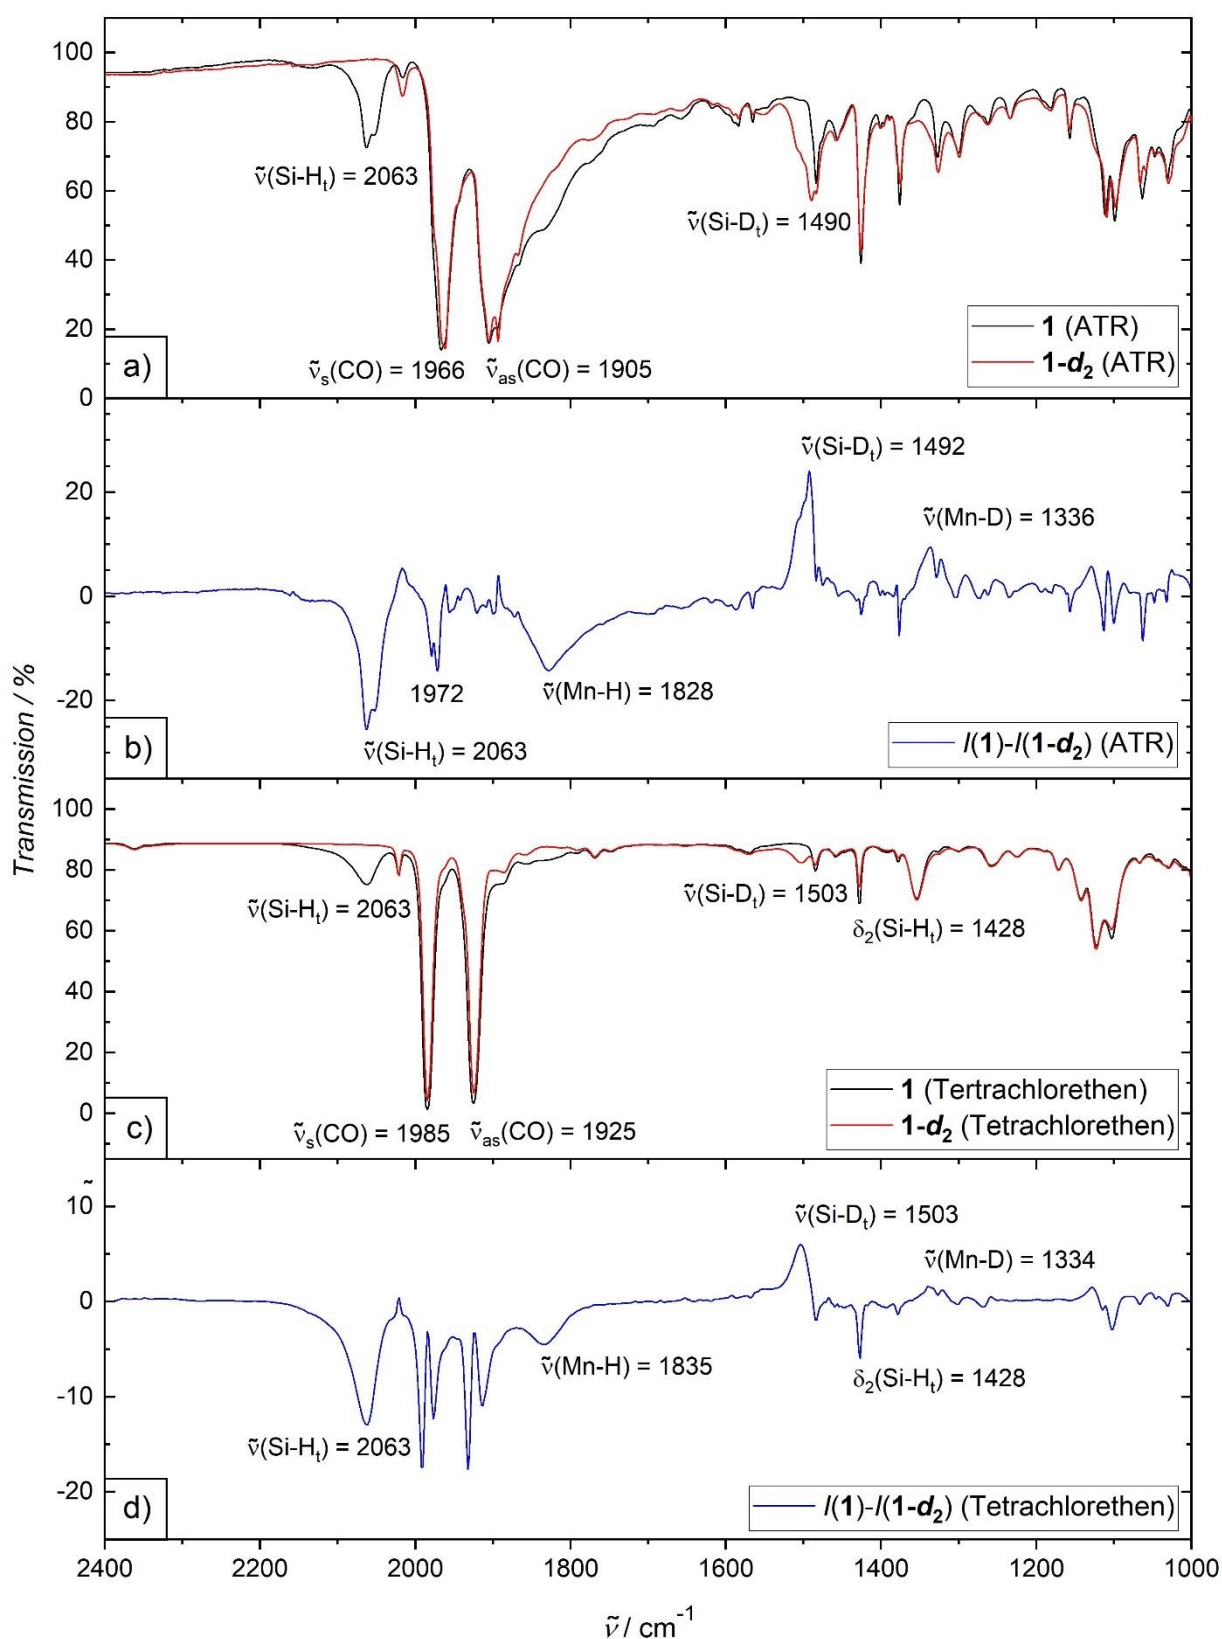 Transmission / %
100
80
60
40
20
0
ν̃(Si-Hₜ) = 2063
ν̃(Si-Dₜ) = 1490
ν̃ₛ(CO) = 1966
ν̃ₐₛ(CO) = 1905
1 (ATR)
1-d₂ (ATR)
a)
20
0
-20
ν̃(Si-Dₜ) = 1492
ν̃(Mn-D) = 1336
1972
ν̃(Mn-H) = 1828
ν̃(Si-Hₜ) = 2063
I(1)-I(1-d₂) (ATR)
b)
100
80
60
40
20
0
ν̃(Si-Hₜ) = 2063
ν̃(Si-Dₜ) = 1503
δ₂(Si-Hₜ) = 1428
ν̃ₛ(CO) = 1985
ν̃ₐₛ(CO) = 1925
1 (Tertrachlorethen)
1-d₂ (Tetrachlorethen)
c)
˜
10
0
-10
-20
ν̃(Si-Dₜ) = 1503
ν̃(Mn-D) = 1334
ν̃(Mn-H) = 1835
δ₂(Si-Hₜ) = 1428
ν̃(Si-Hₜ) = 2063
I(1)-I(1-d₂) (Tetrachlorethen)
d)
2400 2200 2000 1800 1600 1400 1200 1000
ν̃ / cm⁻¹